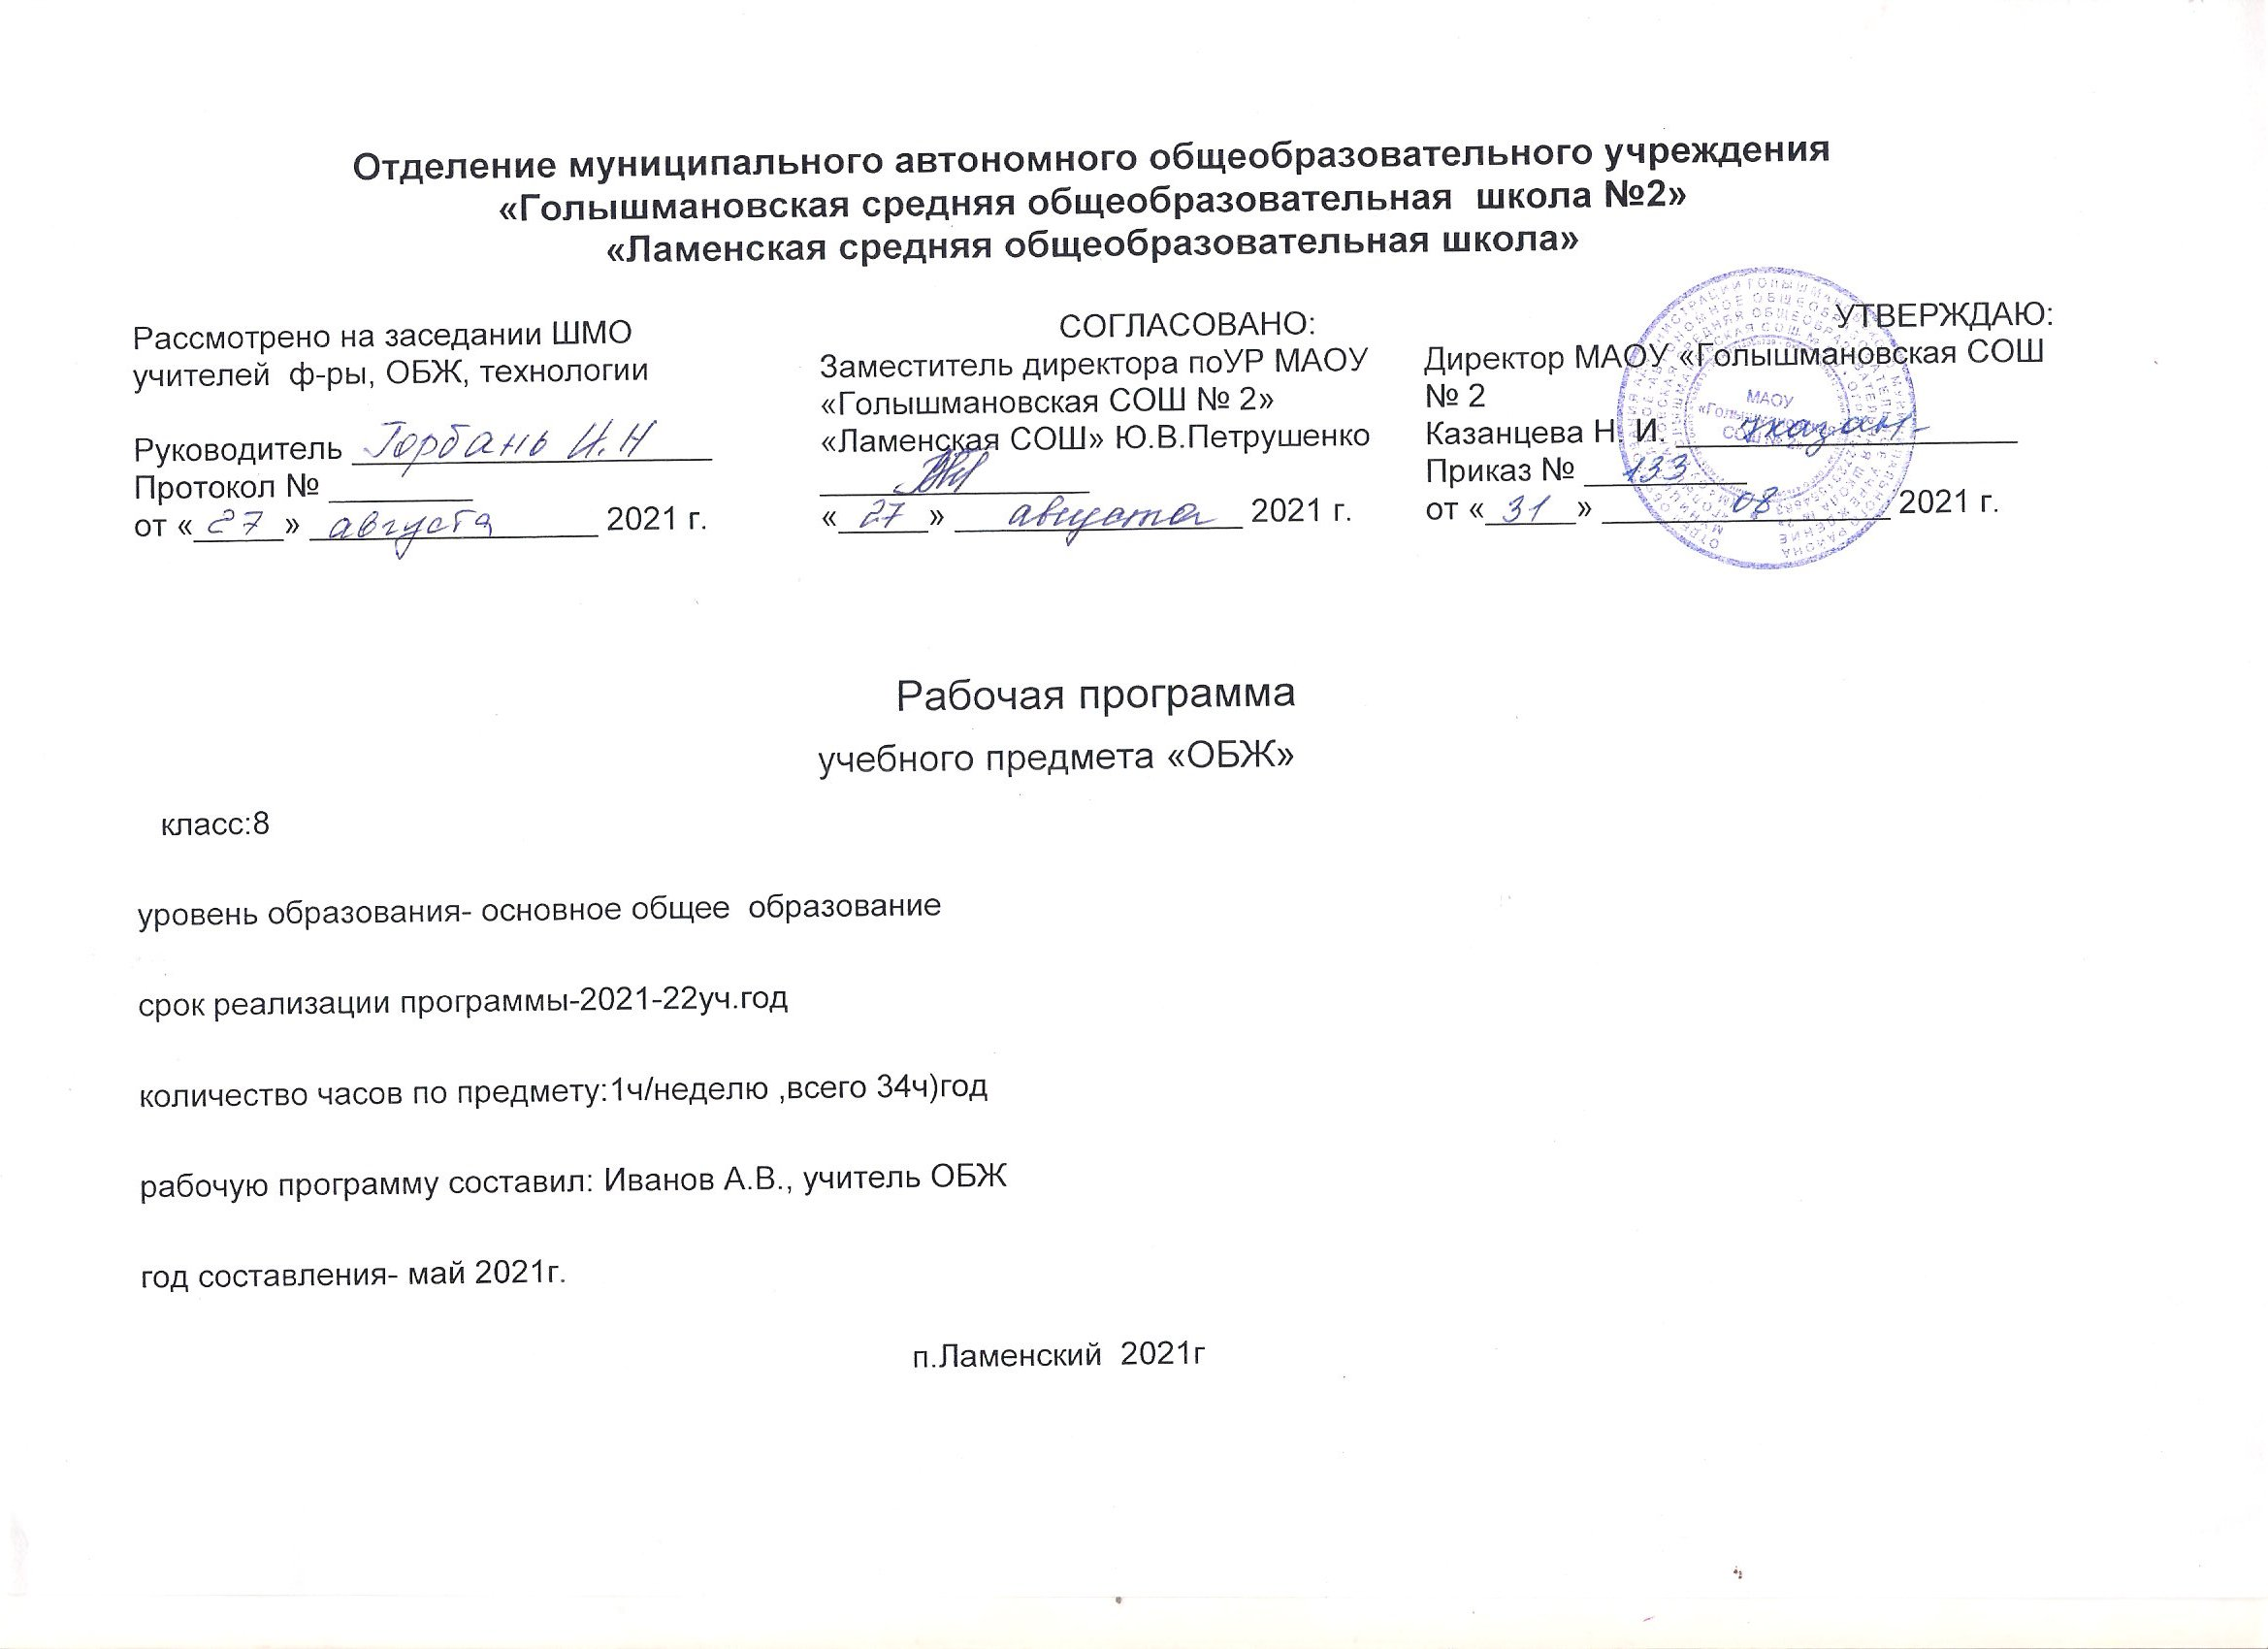 Отделение муниципального автономного общеобразовательного учреждения
«Голышмановская средняя общеобразовательная школа №2»
«Ламенская средняя общеобразовательная школа»
Рассмотрено на заседании ШМО
учителей ф-ры, ОБЖ, технологии
Руководитель Горбань И.Н
Протокол №
от «27» августа 2021 г.
СОГЛАСОВАНО:
Заместитель директора поУР МАОУ
«Голышмановская СОШ № 2»
«Ламенская СОШ» Ю.В.Петрушенко
«27» августа 2021 г.
УТВЕРЖДАЮ:
Директор МАОУ «Голышмановская СОШ
№ 2
Казанцева Н. И.
Приказ № 133
от «31» 08 2021 г.
МАОУ
Рабочая программа
учебного предмета «ОБЖ»
класс:8
уровень образования- основное общее образование
срок реализации программы-2021-22уч.год
количество часов по предмету:1ч/неделю ,всего 34ч)год
рабочую программу составил: Иванов А.В., учитель ОБЖ
год составления- май 2021г.
п.Ламенский 2021г